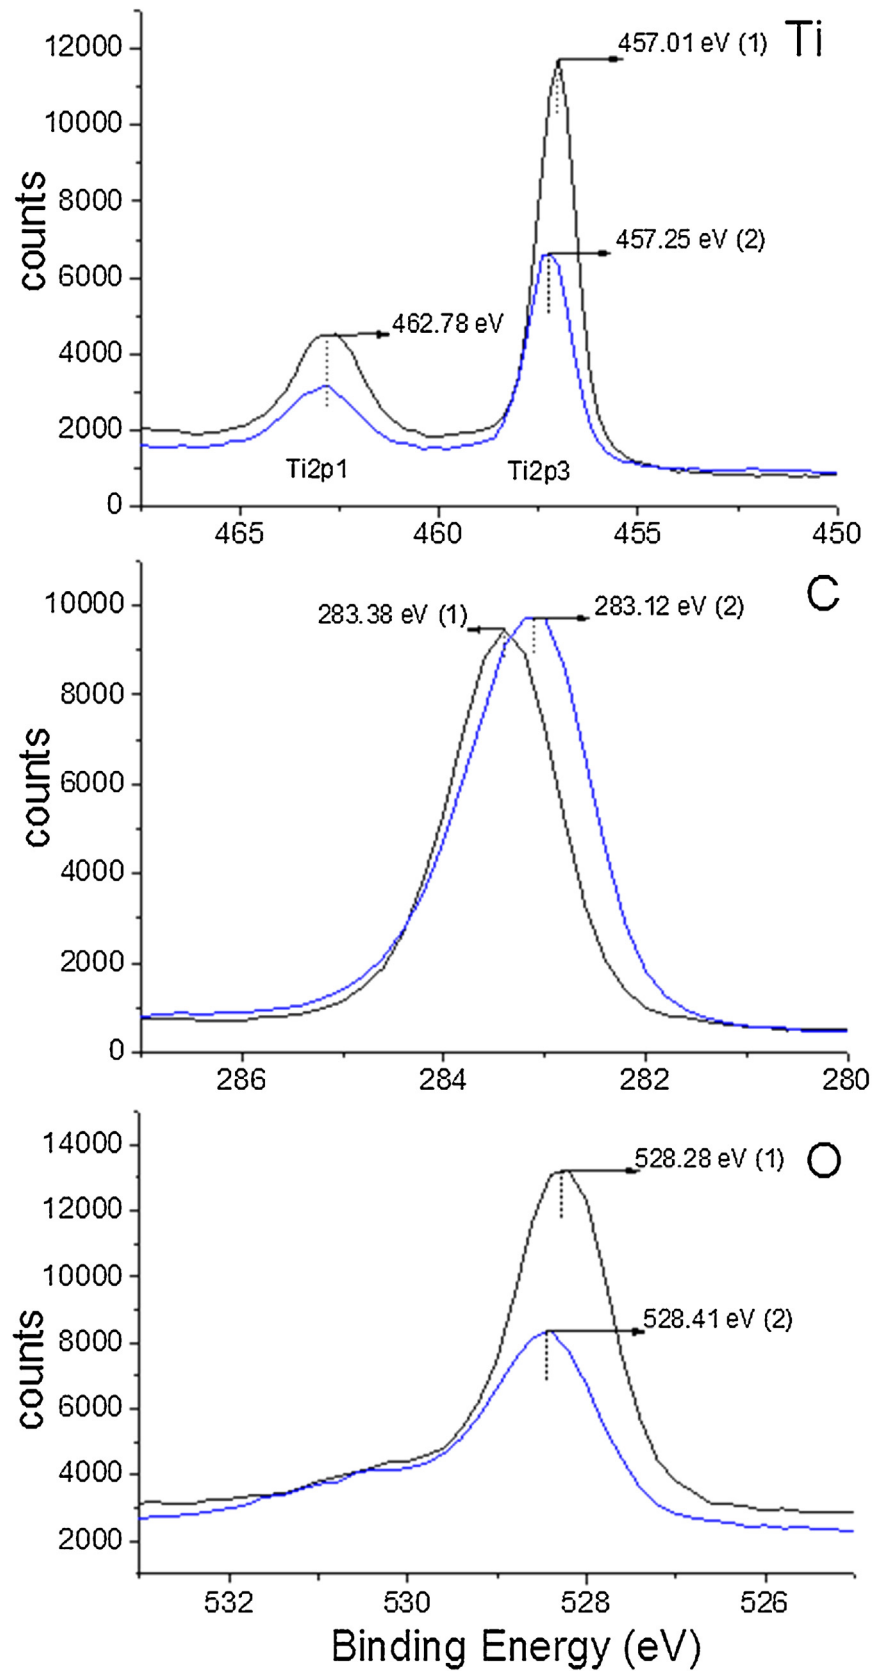 Ti
counts
12000
10000
8000
6000
4000
2000
0
457.01 eV (1)
457.25 eV (2)
462.78 eV
Ti2p1
Ti2p3
465
460
455
450
C
counts
10000
8000
6000
4000
2000
0
283.38 eV (1)
283.12 eV (2)
286
284
282
280
O
counts
14000
12000
10000
8000
6000
4000
2000
528.28 eV (1)
528.41 eV (2)
532
530
528
526
Binding Energy (eV)